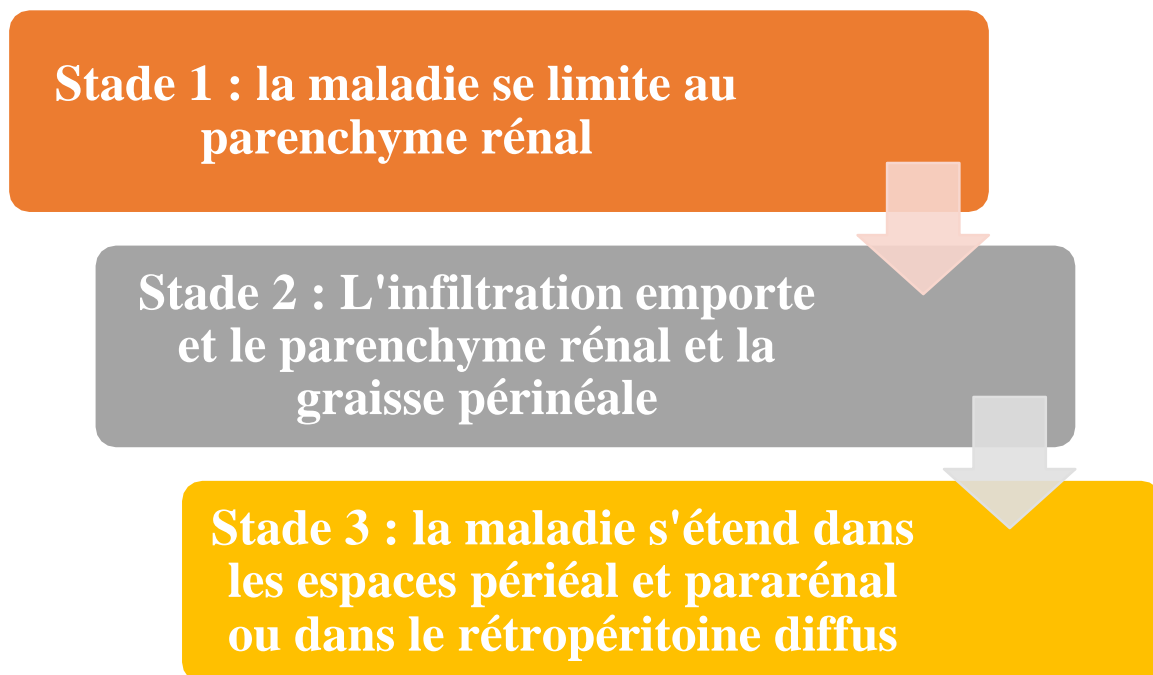 Stade 1 : la maladie se limite au
parenchyme rénal
Stade 2 : L'infiltration emporte
et le parenchyme rénal et la
graisse périnéale
Stade 3 : la maladie s'étend dans
les espaces périéal et pararénal
ou dans le rétropéritoine diffus